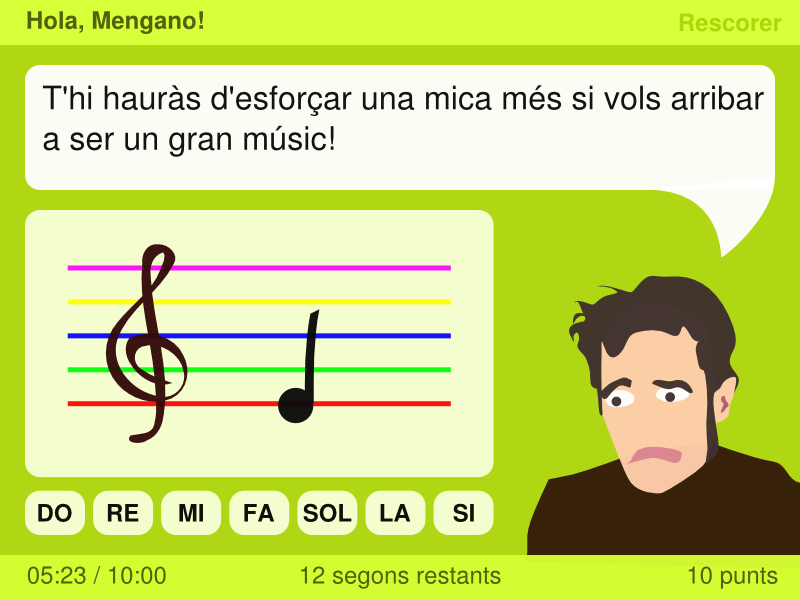 Hola, Mengano!
Rescorer
T'hi hauràs d'esforçar una mica més si vols arribar
a ser un gran músic!
DO RE MI FA SOL LA SI
05:23 / 10:00 12 segons restants 10 punts